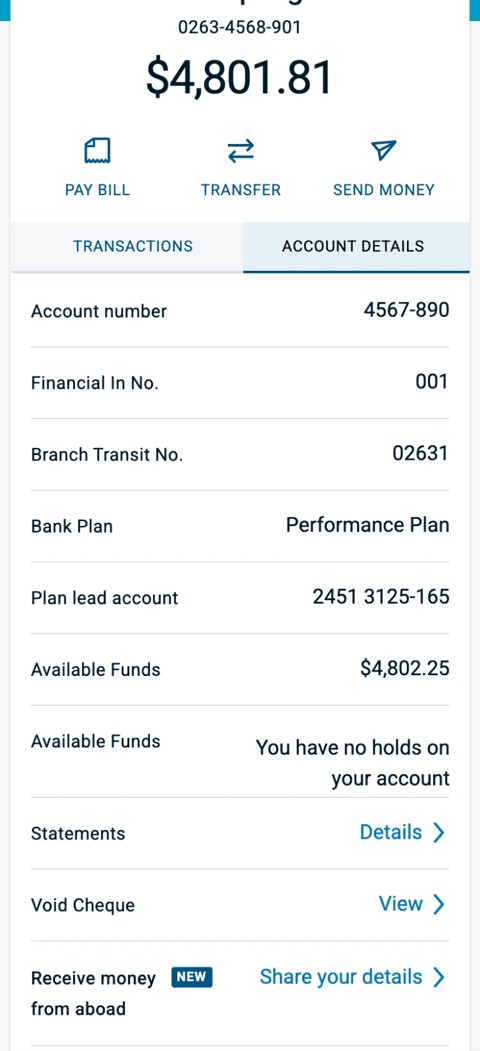 0263-4568-901
$4,801.81
PAY BILL TRANSFER SEND MONEY
TRANSACTIONS ACCOUNT DETAILS
Account number 4567-890
Financial In No. 001
Branch Transit No. 02631
Bank Plan Performance Plan
Plan lead account 2451 3125-165
Available Funds $4,802.25
Available Funds You have no holds on
your account
Statements Details
Void Cheque View
Receive money NEW Share your details
from aboad